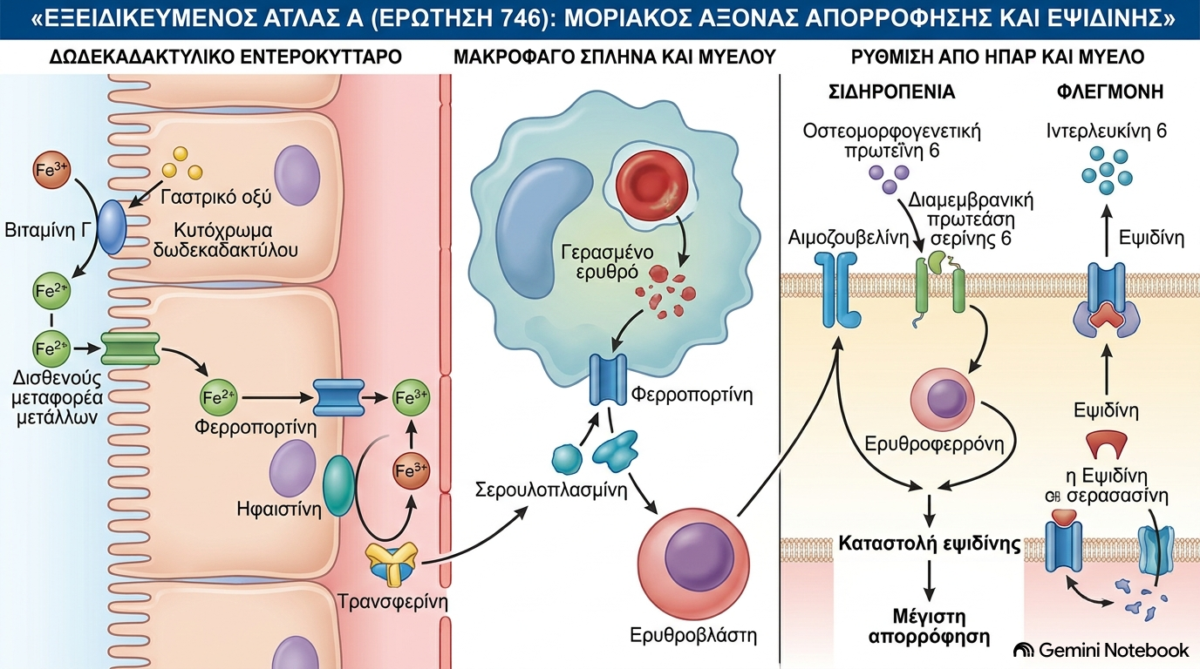 «ΕΞΕΙΔΙΚΕΥΜΕΝΟΣ ΑΤΛΑΣ Α (ΕΡΩΤΗΣΗ 746): ΜΟΡΙΑΚΟΣ ΑΞΟΝΑΣ ΑΠΟΡΡΟΦΗΣΗΣ ΚΑΙ ΕΨΙΔΙΝΗΣ»
ΔΩΔΕΚΑΔΑΚΤΥΛΙΚΟ ΕΝΤΕΡΟΚΥΤΤΑΡΟ
Fe3+
Γαστρικό οξύ
Βιταμίνη Γ
Κυτόχρωμα
δωδεκαδακτύλου
Fe2+
Fe2+
Δισθενούς
μεταφορέα
μετάλλων
Fe2+
Φερροπορτίνη
Fe3+
Fe3+
Ηφαιστίνη
Τρανσφερίνη
ΜΑΚΡΟΦΑΓΟ ΣΠΛΗΝΑ ΚΑΙ ΜΥΕΛΟΥ
Γερασμένο
ερυθρό
Φερροπορτίνη
Σερουλοπλασμίνη
Ερυθροβλάστη
ΡΥΘΜΙΣΗ ΑΠΟ ΗΠΑΡ ΚΑΙ ΜΥΕΛΟ
ΣΙΔΗΡΟΠΕΝΙΑ
Οστεομορφογενετική
πρωτεΐνη 6
Διαμεμβρανική
πρωτεάση
σερίνης 6
Αιμοζουβελίνη
Ερυθροφερρόνη
Καταστολή εψιδίνης
Μέγιστη
απορρόφηση
ΦΛΕΓΜΟΝΗ
Ιντερλευκίνη 6
Εψιδίνη
Εψιδίνη
η Εψιδίνη
σερασασίνη
Gemini Notebook